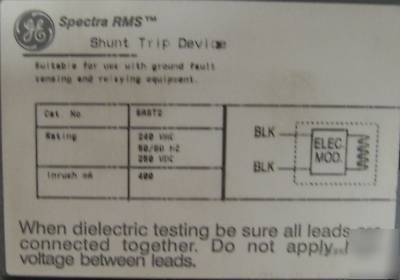 GE Spectra RMS™
Shunt Trip Device
Suitable for use with ground fault
sensing and relaying equipment.
Cat. No.
Rating 240 VAC
50/60 HZ
250 VDC
Inrush mA 400
BLK
BLK
ELEC.
MOD.
When dielectric testing be sure all leads are
connected together. Do not apply
voltage between leads.